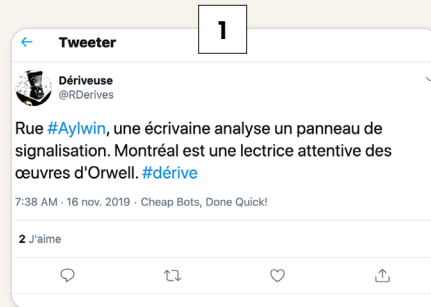 1
Tweeter
Dériveuse
@RDerives
Rue #Aylwin, une écrivaine analyse un panneau de
signalisation. Montréal est une lectrice attentive des
œuvres d'Orwell. #dérive
7:38 AM · 16 nov. 2019 · Cheap Bots, Done Quick!
2 J'aime